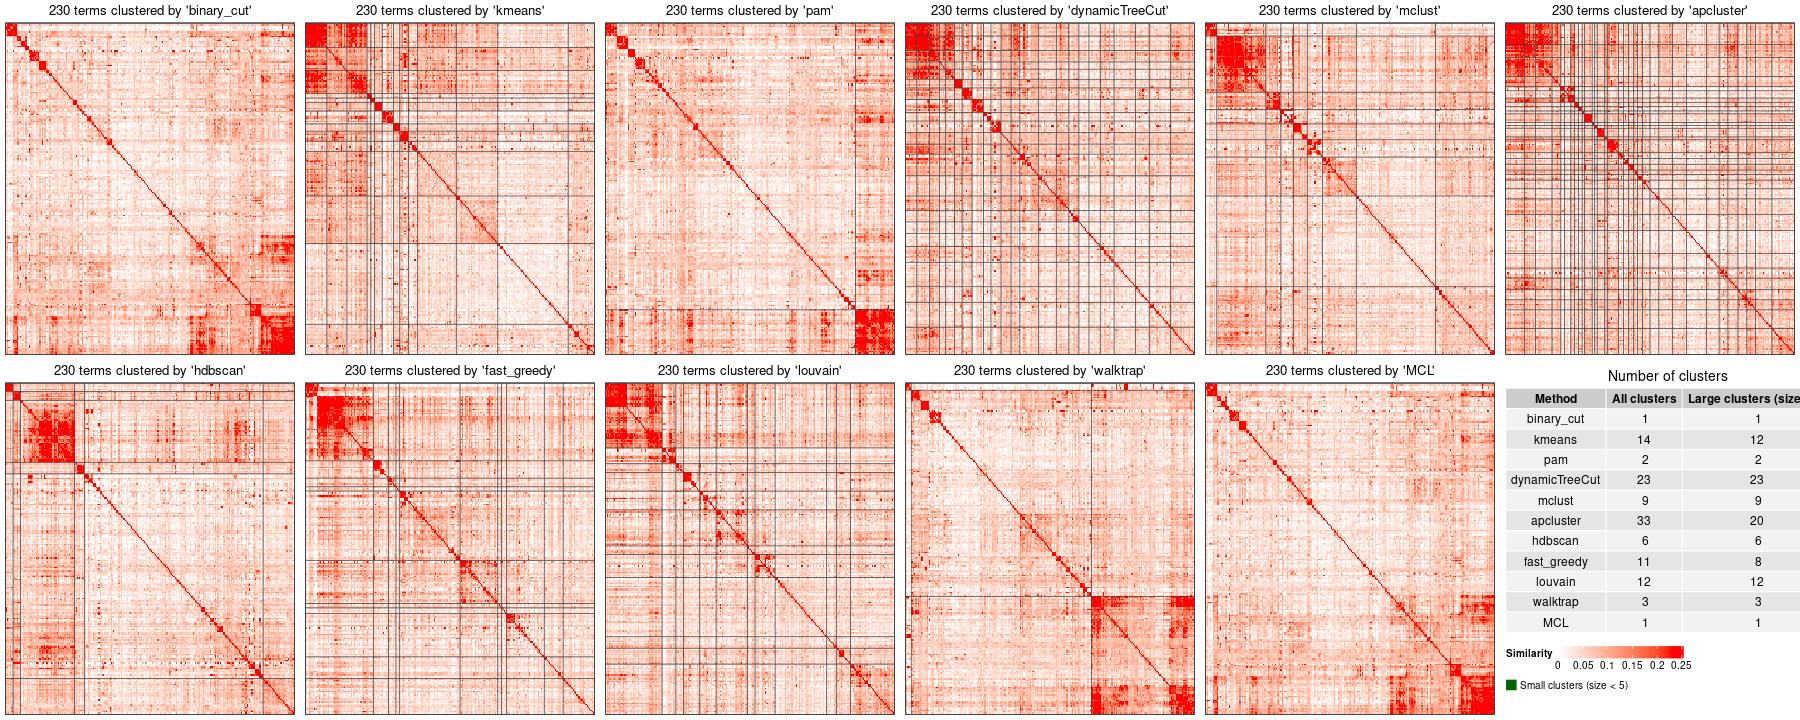 230 terms clustered by 'binary_cut'
230 terms clustered by 'kmeans'
230 terms clustered by 'pam'
230 terms clustered by 'dynamicTreeCut'
230 terms clustered by 'mclust'
230 terms clustered by 'apcluster'
230 terms clustered by 'hdbscan'
230 terms clustered by 'fast_greedy'
230 terms clustered by 'louvain'
230 terms clustered by 'walktrap'
230 terms clustered by 'MCL'
Number of clusters
Method All clusters Large clusters (size
binary_cut 1 1
kmeans 14 12
pam 2 2
dynamicTreeCut 23 23
mclust 9 9
apcluster 33 20
hdbscan 6 6
fast_greedy 11 8
louvain 12 12
walktrap 3 3
MCL 1 1
Similarity
0 0.05 0.1 0.15 0.2 0.25
Small clusters (size < 5)